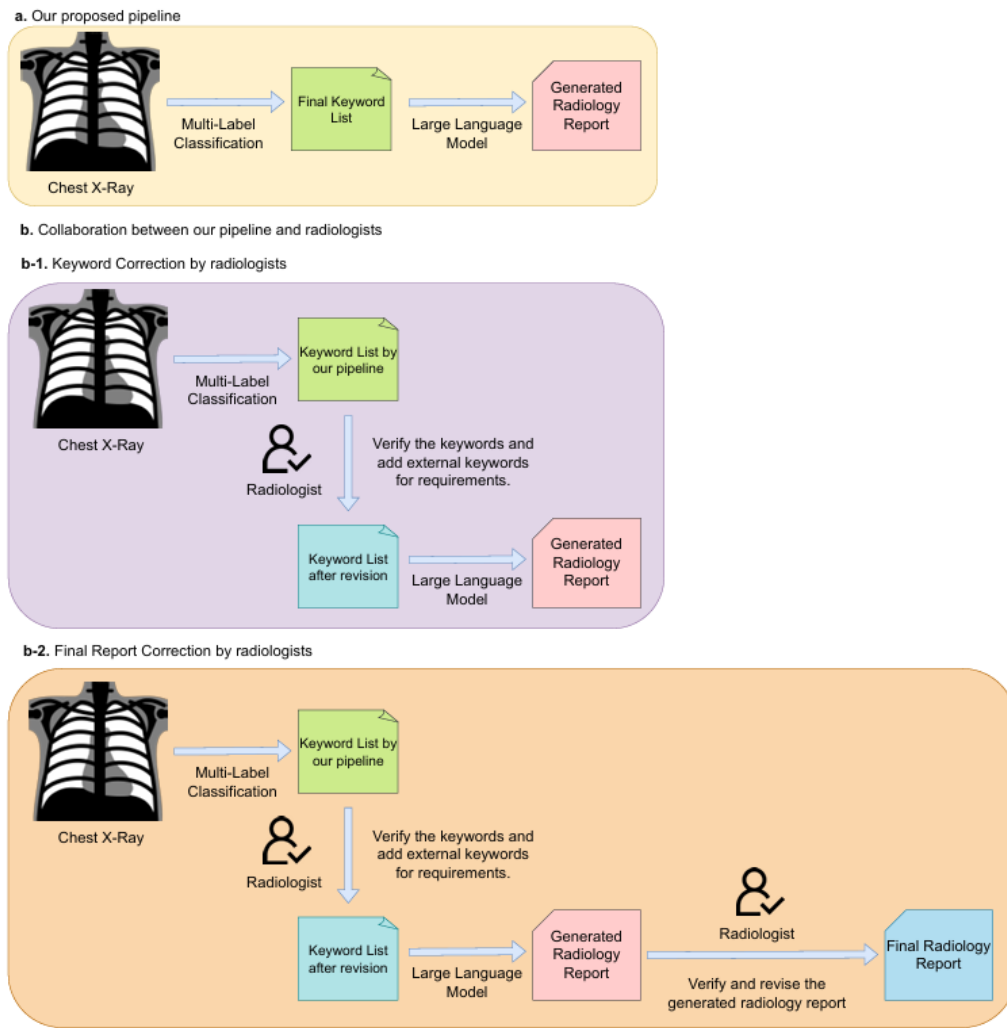 a. Our proposed pipeline
Chest X-Ray
Multi-Label
Classification
Final Keyword
List
Large Language
Model
Generated
Radiology
Report
b. Collaboration between our pipeline and radiologists
b-1. Keyword Correction by radiologists
Chest X-Ray
Multi-Label
Classification
Keyword List by
our pipeline
Radiologist
Verify the keywords and
add external keywords
for requirements.
Keyword List
after revision
Large Language
Model
Generated
Radiology
Report
b-2. Final Report Correction by radiologists
Chest X-Ray
Multi-Label
Classification
Keyword List by
our pipeline
Radiologist
Verify the keywords and
add external keywords
for requirements.
Keyword List
after revision
Large Language
Model
Generated
Radiology
Report
Radiologist
Verify and revise the
generated radiology report
Final Radiology
Report